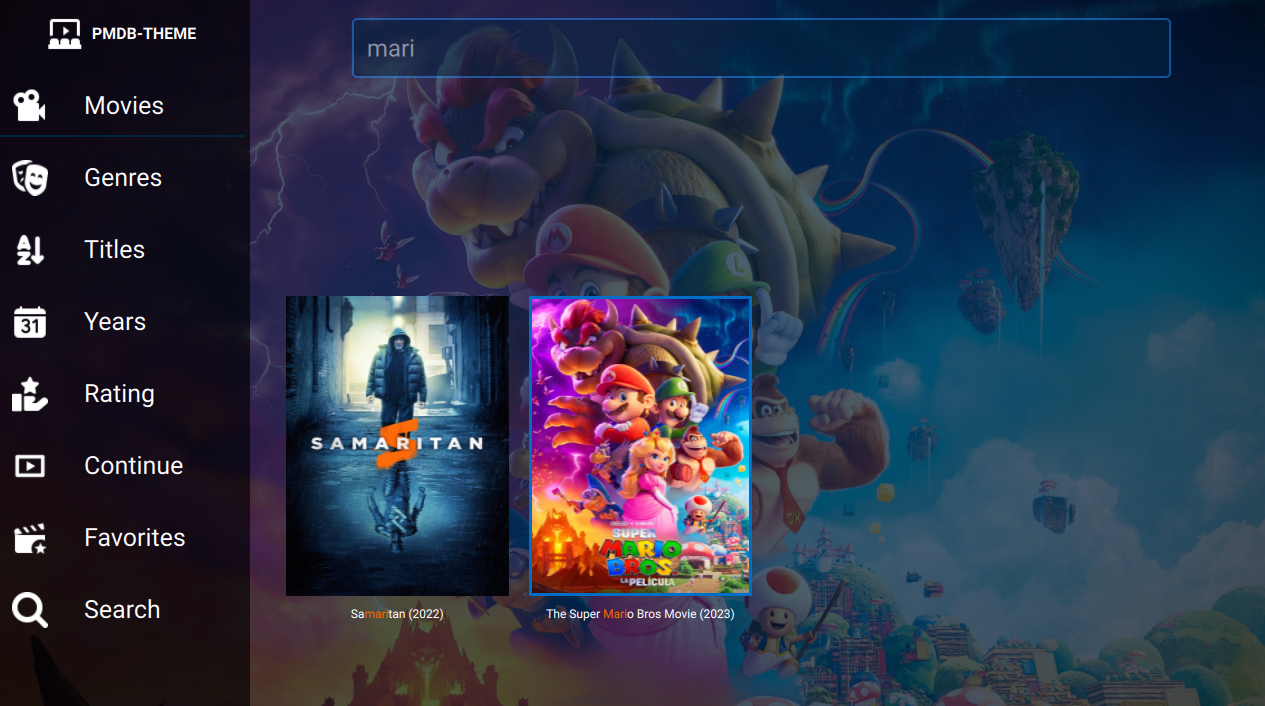 PMDB-THEME
mari
Movies
Genres
Titles
Years
31
Rating
Continue
Favorites
Search
SAMARITAN
SUPER
MARIO
BROS
LA PELÍCULA
Samaritan (2022)
The Super Mario Bros Movie (2023)
A
Z
L